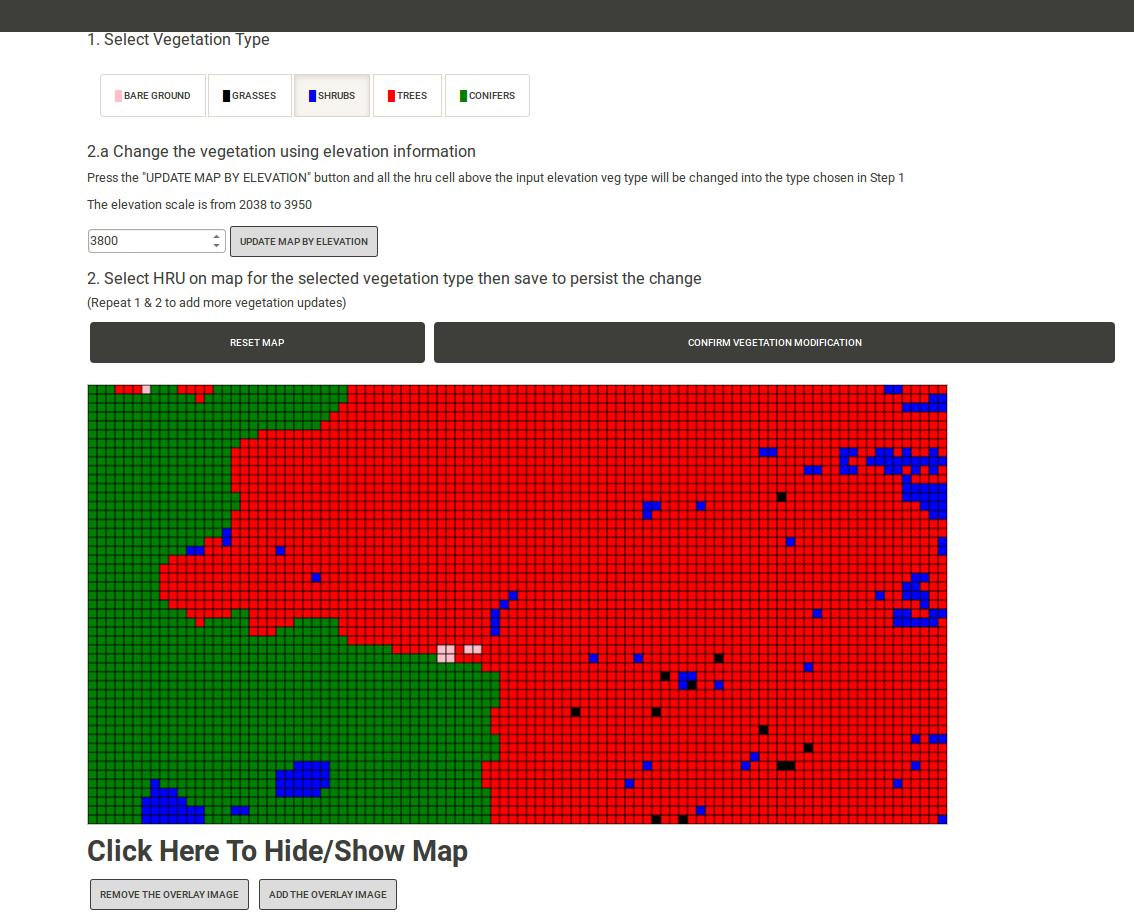 1. Select Vegetation Type
BARE GROUND GRASSES SHRUBS TREES CONIFERS
2.a Change the vegetation using elevation information
Press the "UPDATE MAP BY ELEVATION" button and all the hru cell above the input elevation veg type will be changed into the type chosen in Step 1
The elevation scale is from 2038 to 3950
3800 UPDATE MAP BY ELEVATION
2. Select HRU on map for the selected vegetation type then save to persist the change
(Repeat 1 & 2 to add more vegetation updates)
RESET MAP CONFIRM VEGETATION MODIFICATION
Click Here To Hide/Show Map
REMOVE THE OVERLAY IMAGE ADD THE OVERLAY IMAGE